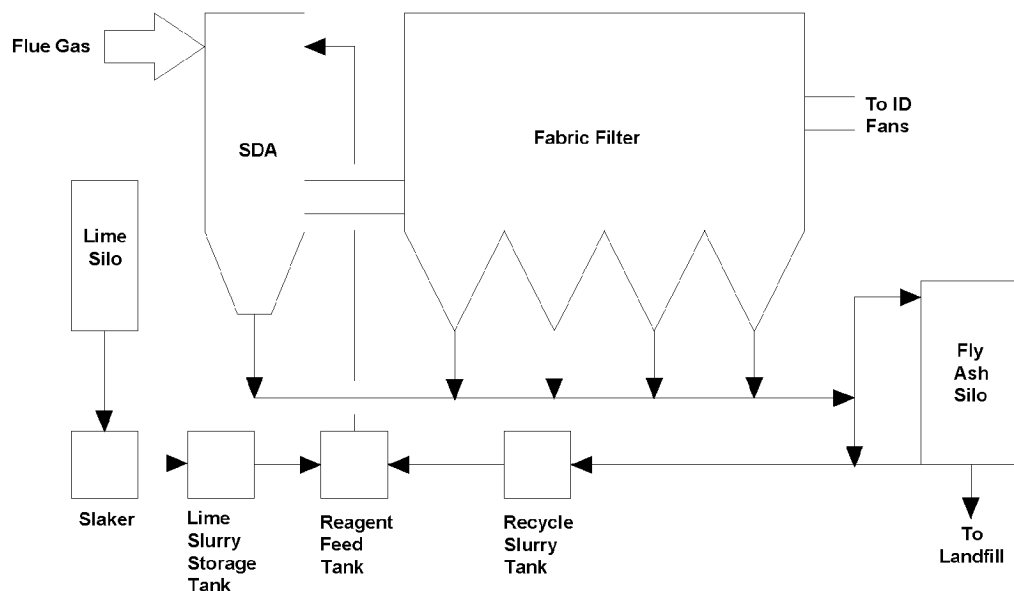 Flue Gas
SDA
Fabric Filter
To ID
Fans
Lime
Silo
Fly
Ash
Silo
Slaker
Lime
Slurry
Storage
Tank
Reagent
Feed
Tank
Recycle
Slurry
Tank
To
Landfill